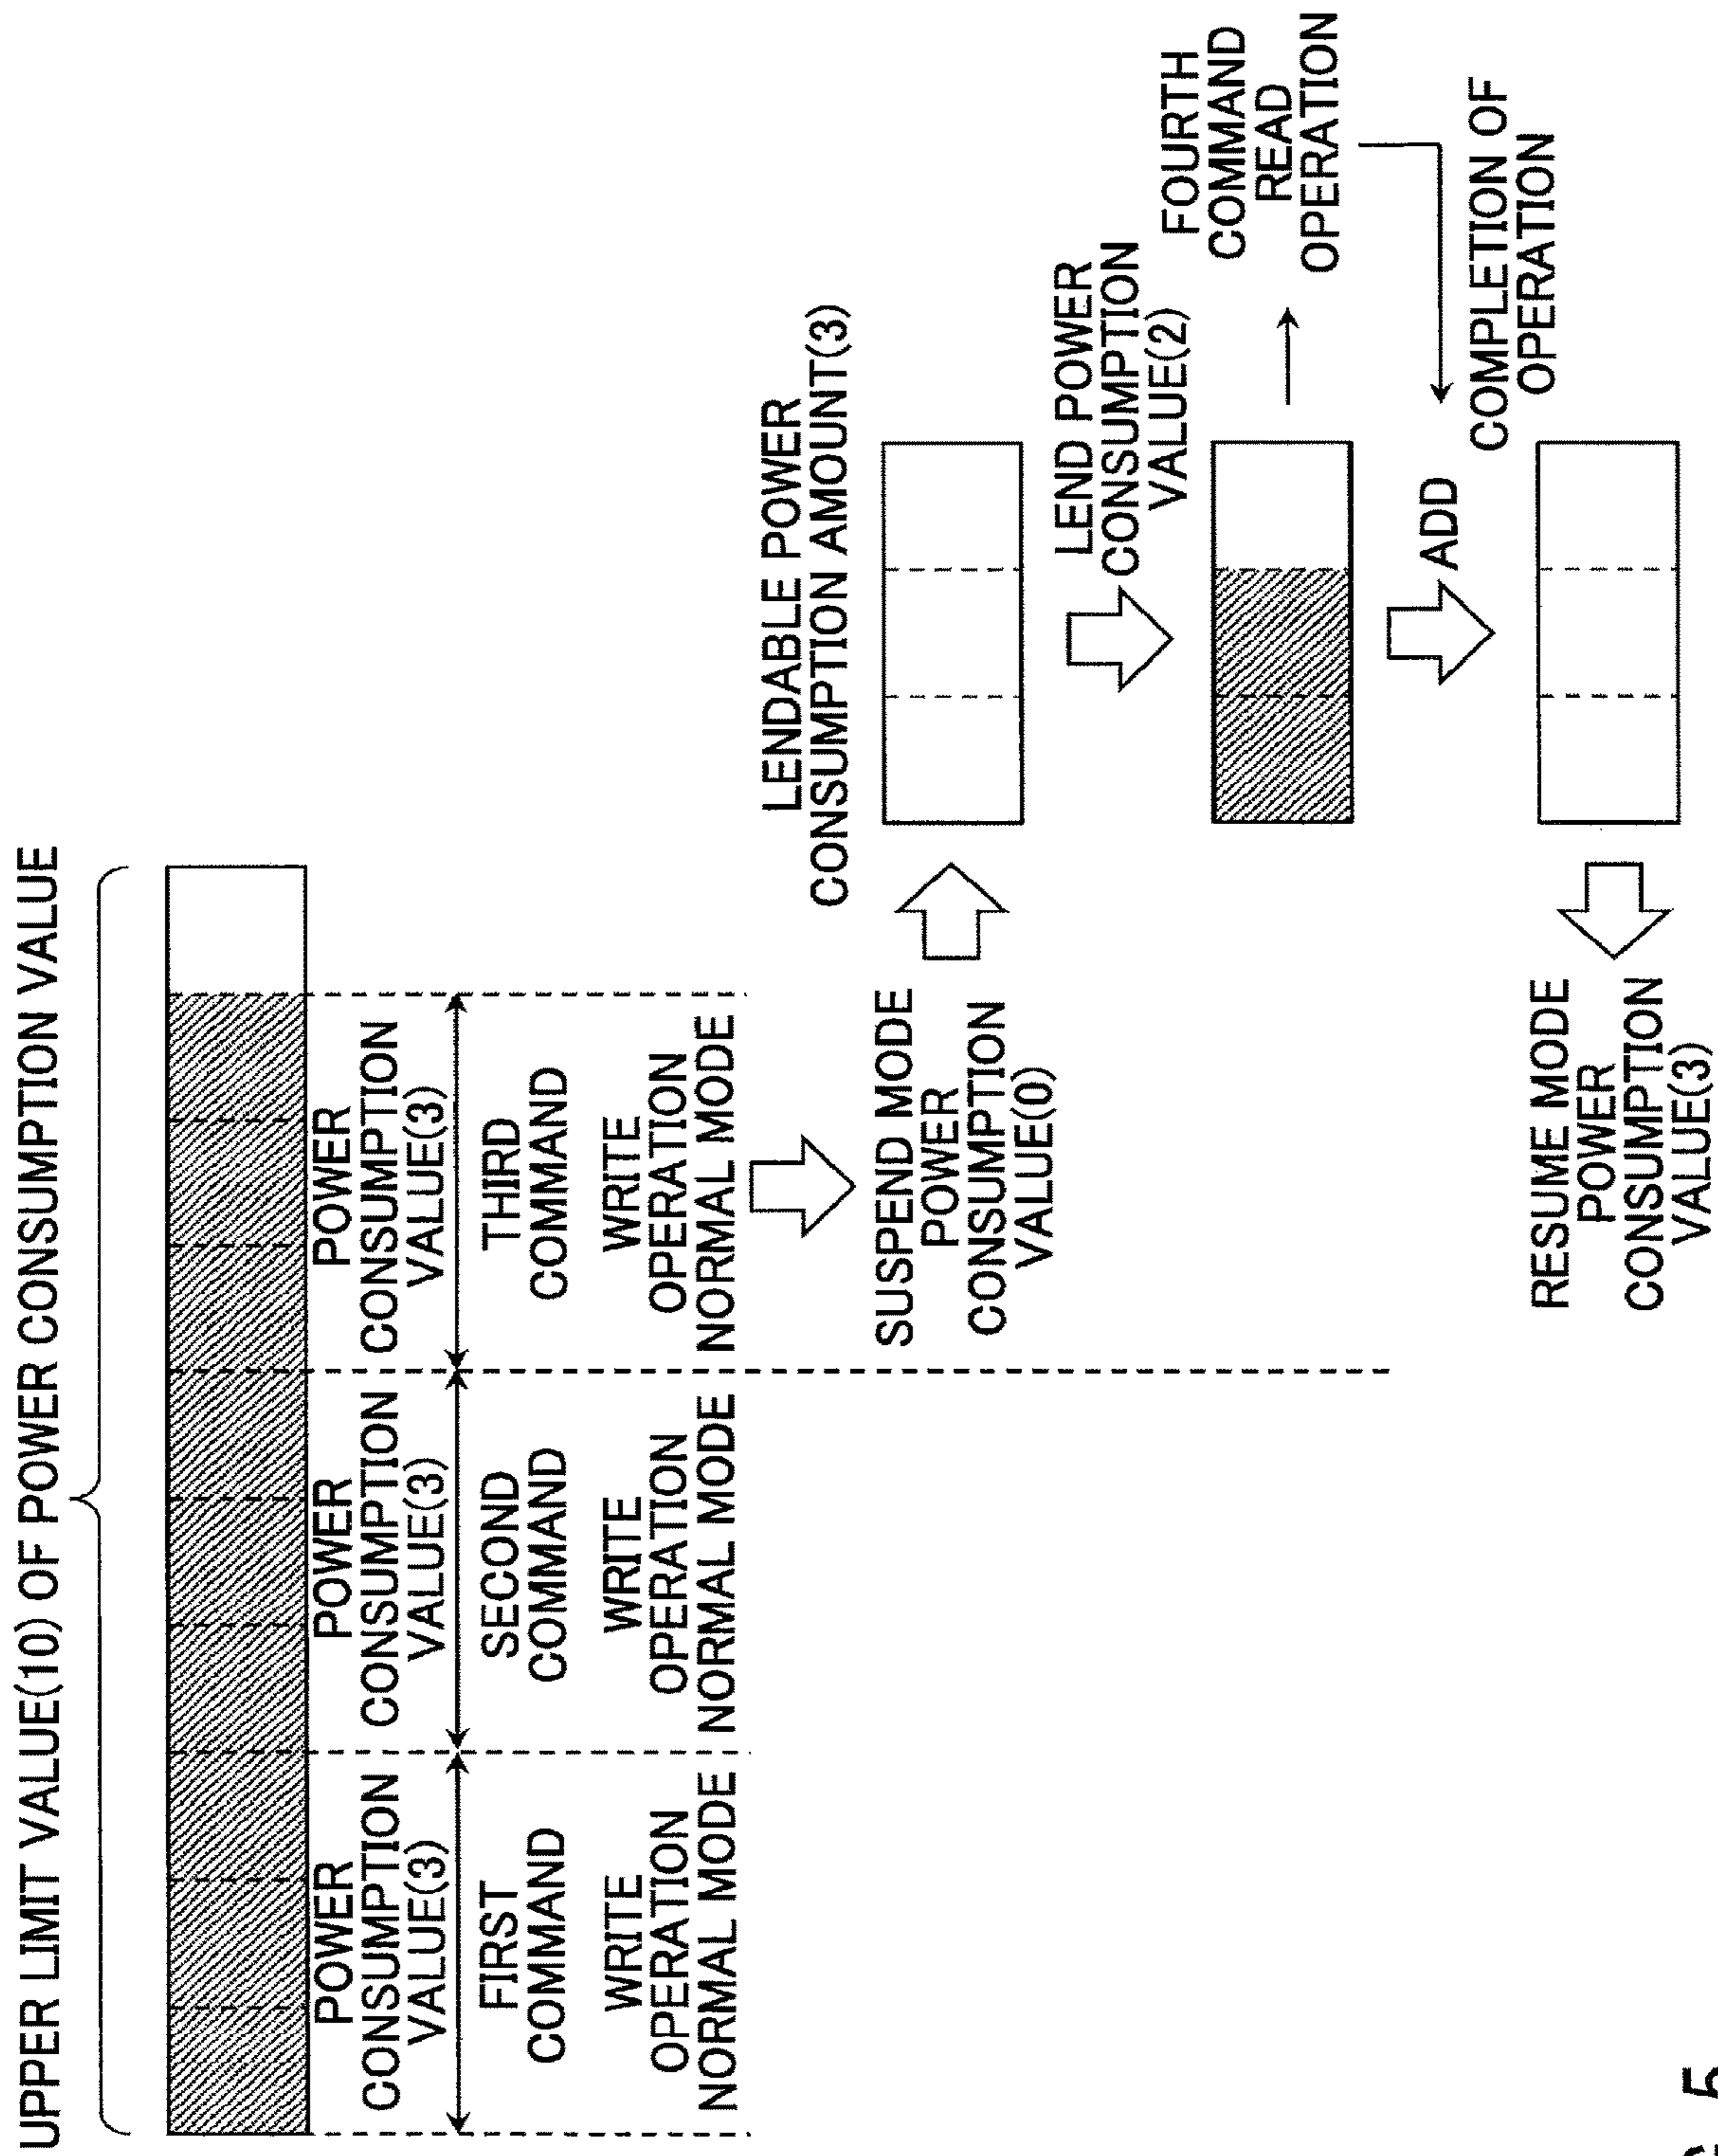 UPPER LIMIT VALUE(10) OF POWER CONSUMPTION VALUE
POWER
CONSUMPTION
VALUE(3)
FIRST
COMMAND
WRITE
OPERATION
NORMAL MODE
POWER
CONSUMPTION
VALUE(3)
SECOND
COMMAND
WRITE
OPERATION
NORMAL MODE
POWER
CONSUMPTION
VALUE(3)
THIRD
COMMAND
WRITE
OPERATION
NORMAL MODE
SUSPEND MODE
POWER
CONSUMPTION
VALUE(0)
LENDABLE POWER
CONSUMPTION AMOUNT(3)
LEND POWER
CONSUMPTION
VALUE(2)
FOURTH
COMMAND
READ
OPERATION
ADD
COMPLETION OF
OPERATION
RESUME MODE
POWER
CONSUMPTION
VALUE(3)
5